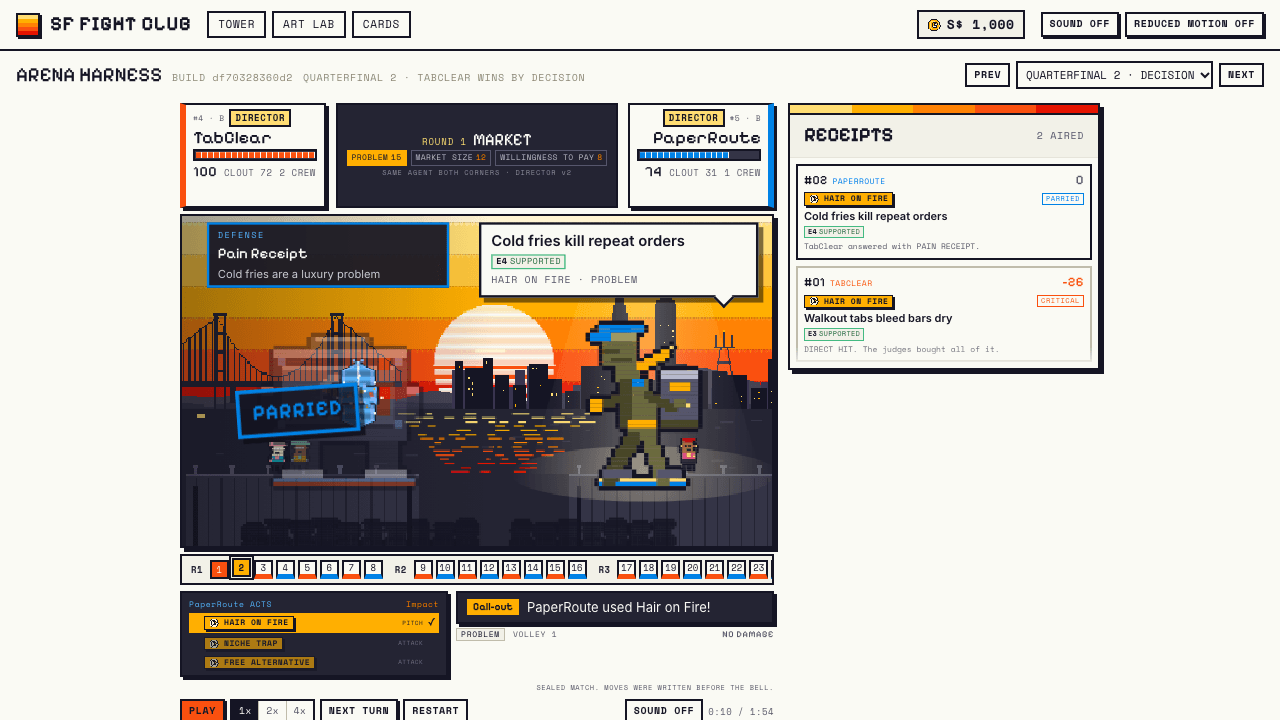 SF FIGHT CLUB TOWER ART LAB CARDS S$ 1,000 SOUND OFF REDUCED MOTION OFF
ARENA HARNESS BUILD df70328360d2 QUARTERFINAL 2 · TABCLEAR WINS BY DECISION PREV QUARTERFINAL 2 · DECISION NEXT
#4 · B DIRECTOR
TabClear
100 CLOUT 72 2 CREW
ROUND 1 MARKET
PROBLEM 15 MARKET SIZE 12 WILLINGNESS TO PAY 8
SAME AGENT BOTH CORNERS · DIRECTOR v2
DIRECTOR #5 · B
PaperRoute
74 CLOUT 31 1 CREW
RECEIPTS 2 AIRED
#02 PAPERROUTE 0
HAIR ON FIRE PARRIED
Cold fries kill repeat orders
E4 SUPPORTED
TabClear answered with PAIN RECEIPT.
#01 TABCLEAR -26
HAIR ON FIRE CRITICAL
Walkout tabs bleed bars dry
E3 SUPPORTED
DIRECT HIT. The judges bought all of it.
DEFENSE
Pain Receipt
Cold fries are a luxury problem
Cold fries kill repeat orders
E4 SUPPORTED
HAIR ON FIRE · PROBLEM
PARRIED
R1 1 2 3 4 5 6 7 8 R2 9 10 11 12 13 14 15 16 R3 17 18 19 20 21 22 23
PaperRoute ACTS Impact
HAIR ON FIRE PITCH ✓
NICHE TRAP ATTACK
FREE ALTERNATIVE ATTACK
Call-out PaperRoute used Hair on Fire!
PROBLEM VOLLEY 1 NO DAMAGE
SEALED MATCH. MOVES WERE WRITTEN BEFORE THE BELL.
PLAY 1x 2x 4x NEXT TURN RESTART SOUND OFF 0:10 / 1:54